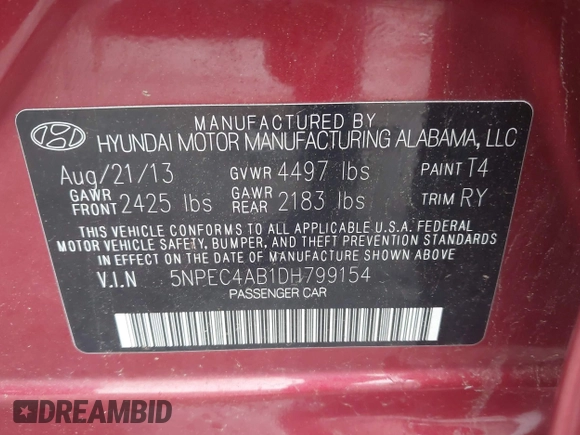 MANUFACTURED BY
HYUNDAI MOTOR MANUFACTURING ALABAMA, LLC
Aug/21/13 GVWR 4497 lbs PAINT T4
GAWR FRONT 2425 lbs GAWR REAR 2183 lbs TRIM RY
THIS VEHICLE CONFORMS TO ALL APPLICABLE U.S.A. FEDERAL
MOTOR VEHICLE SAFETY, BUMPER, AND THEFT PREVENTION STANDARDS
IN EFFECT ON THE DATE OF MANUFACTURE SHOWN ABOVE
V.I.N 5NPEC4AB1DH799154
PASSENGER CAR
DREAMBID